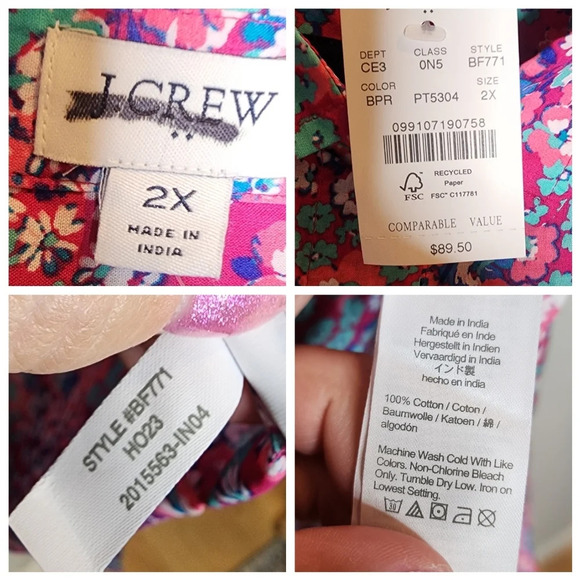 J.CREW
2X
MADE IN
INDIA
DEPT CLASS STYLE
CE3 0N5 BF771
COLOR SIZE
BPR PT5304 2X
099107190758
RECYCLED
Paper
FSC FSC® C117781
COMPARABLE VALUE
$89.50
STYLE #BF771
HO23
2015563-IN04
Made in India
Fabriqué en Inde
Hergestellt in Indien
Vervaardigd in India
インド製
hecho en india
100% Cotton / Coton /
Baumwolle / Katoen / 綿 /
algodón
Machine Wash Cold With Like
Colors. Non-Chlorine Bleach
Only. Tumble Dry Low. Iron on
Lowest Setting.
30